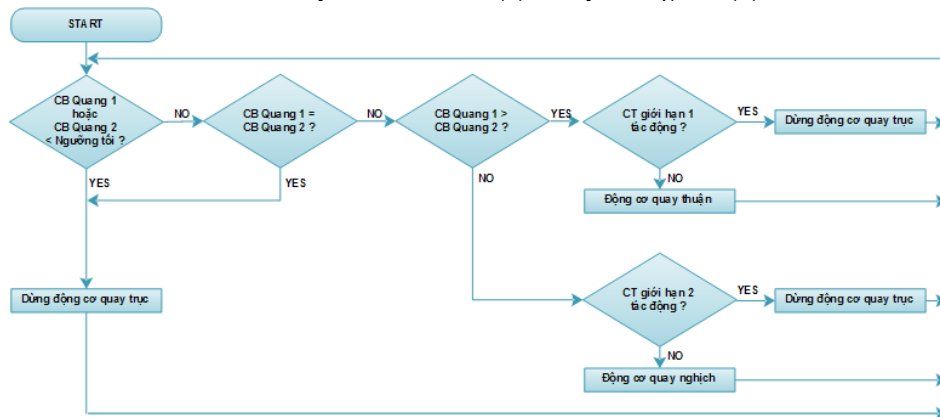 START
CB Quang 1
hoặc
CB Quang 2
< Ngưỡng tối ?
NO
CB Quang 1 =
CB Quang 2 ?
NO
CB Quang 1 >
CB Quang 2 ?
YES
CT giới hạn 1
tác động ?
YES
Dừng động cơ quay trục
YES
YES
NO
NO
Động cơ quay thuận
Dừng động cơ quay trục
CT giới hạn 2
tác động ?
YES
Dừng động cơ quay trục
NO
Động cơ quay nghịch